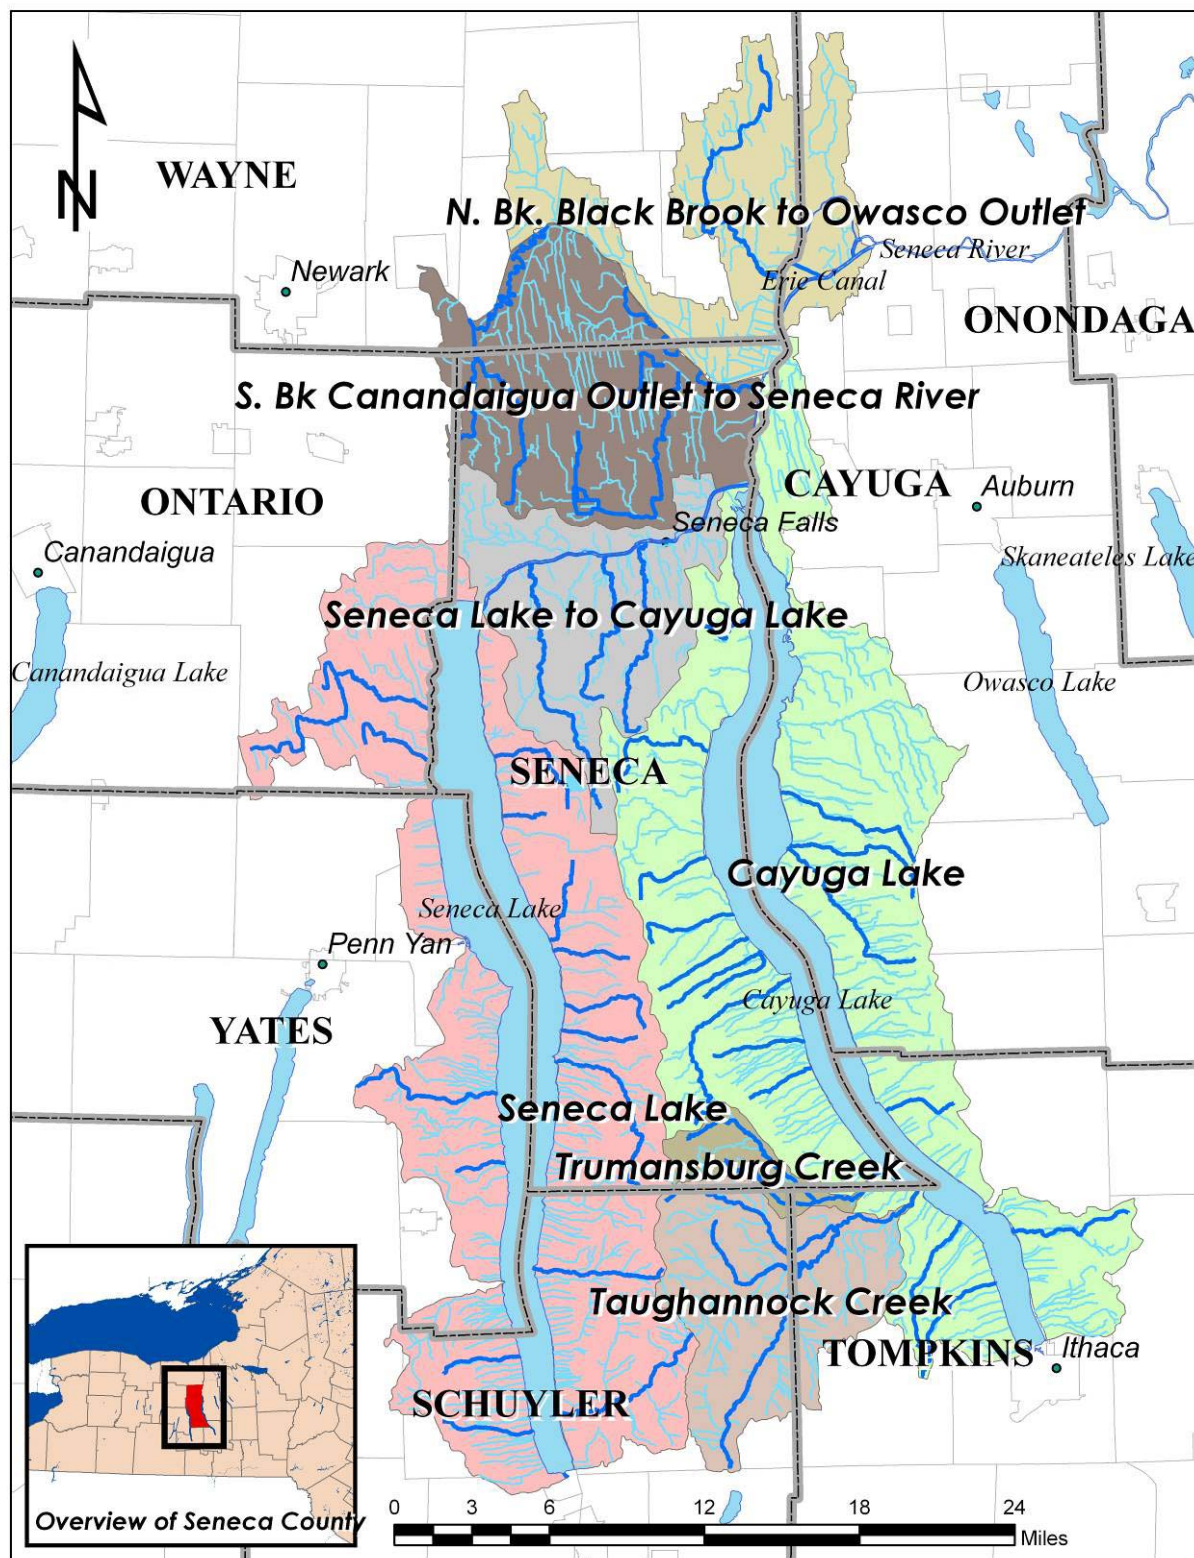 WAYNE
N. Bk. Black Brook to Owasco Outlet
Seneca River
Newark
Erie Canal
ONONDAGA
S. Bk Canandaigua Outlet to Seneca River
CAYUGA
Auburn
ONTARIO
Seneca Falls
Canandaigua
Skaneateles Lake
Seneca Lake to Cayuga Lake
Canandaigua Lake
Owasco Lake
SENECA
Cayuga Lake
Seneca Lake
Penn Yan
Cayuga Lake
YATES
Seneca Lake
Trumansburg Creek
Taughannock Creek
TOMPKINS
Ithaca
SCHUYLER
N
Overview of Seneca County
0 3 6 12 18 24
Miles